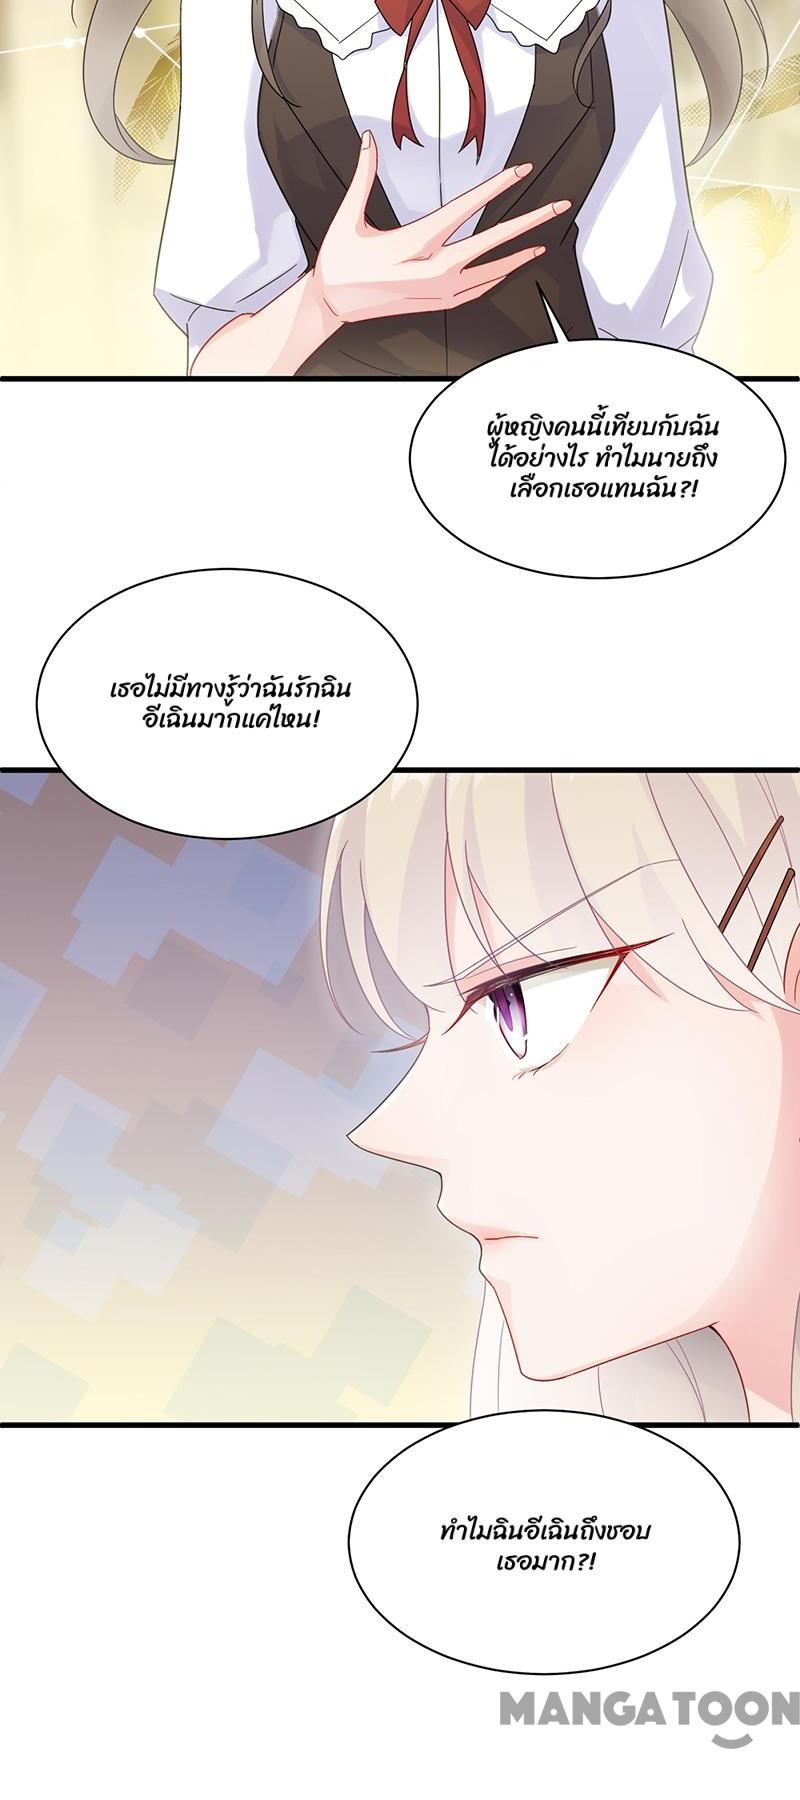 ผู้หญิงคนนี้เทียบกับฉัน
ได้อย่างไร ทำไมนายถึง
เลือกเธอแทนฉัน?!
เธอไม่มีทางรู้ว่าฉันรักฉิน
อีเฉินมากแค่ไหน!
ทำไมฉินอีเฉินถึงชอบ
เธอมาก?!
MANGATOON